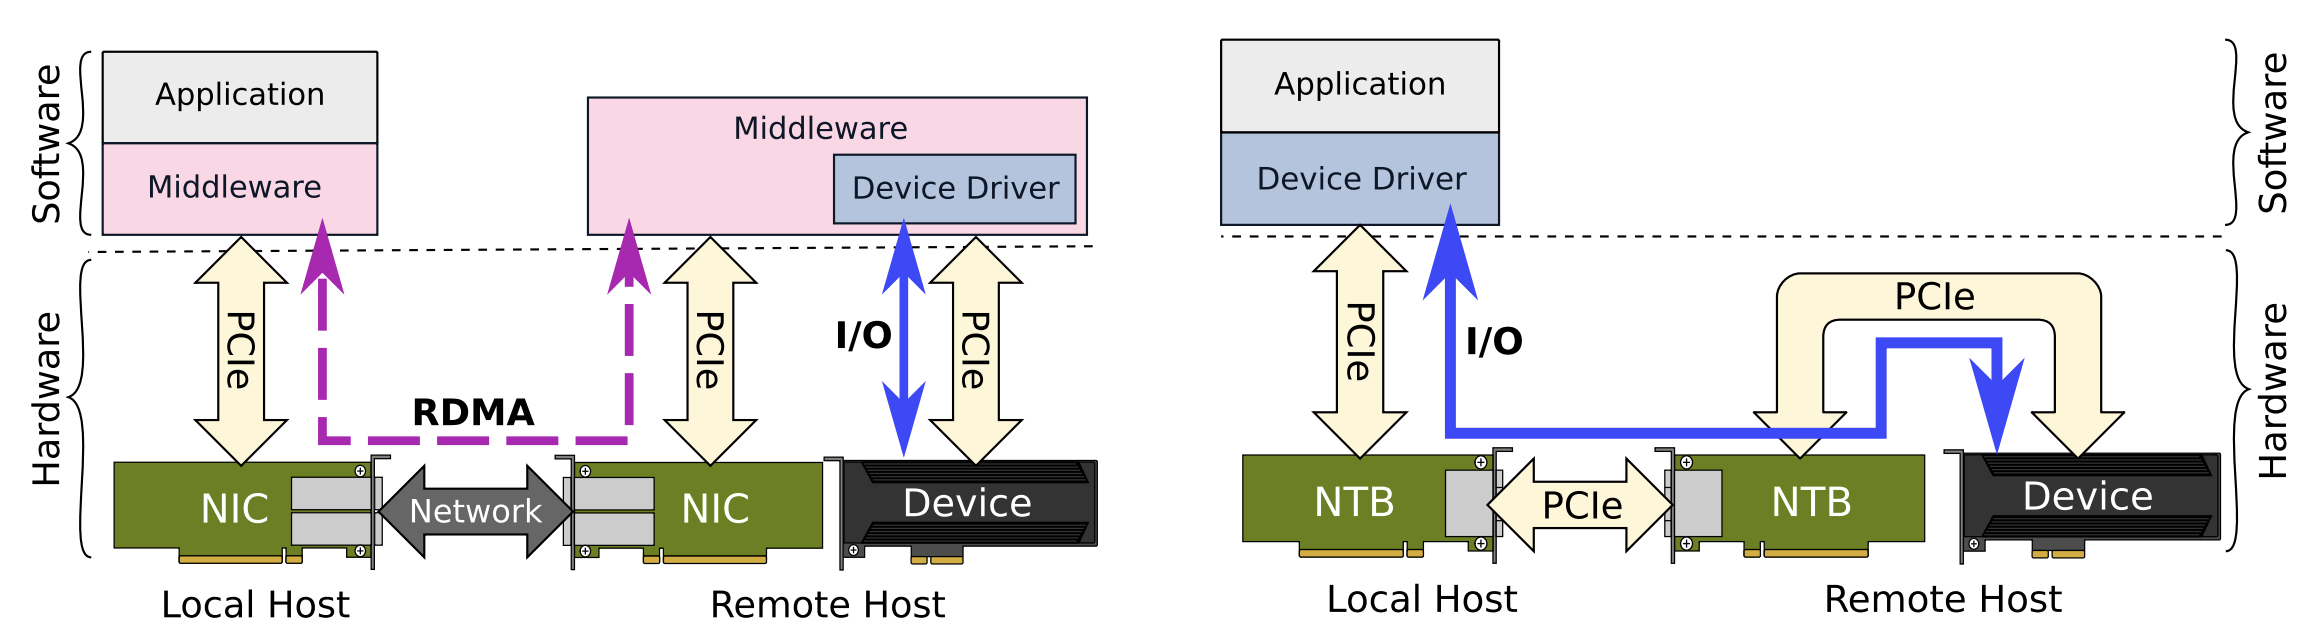 Software
Application
Middleware
Middleware
Device Driver
Hardware
PCIe
RDMA
PCIe
I/O
PCIe
NIC
Network
NIC
Device
Local Host
Remote Host
Application
Device Driver
Software
PCIe
I/O
PCIe
Hardware
NTB
PCIe
NTB
Device
Local Host
Remote Host